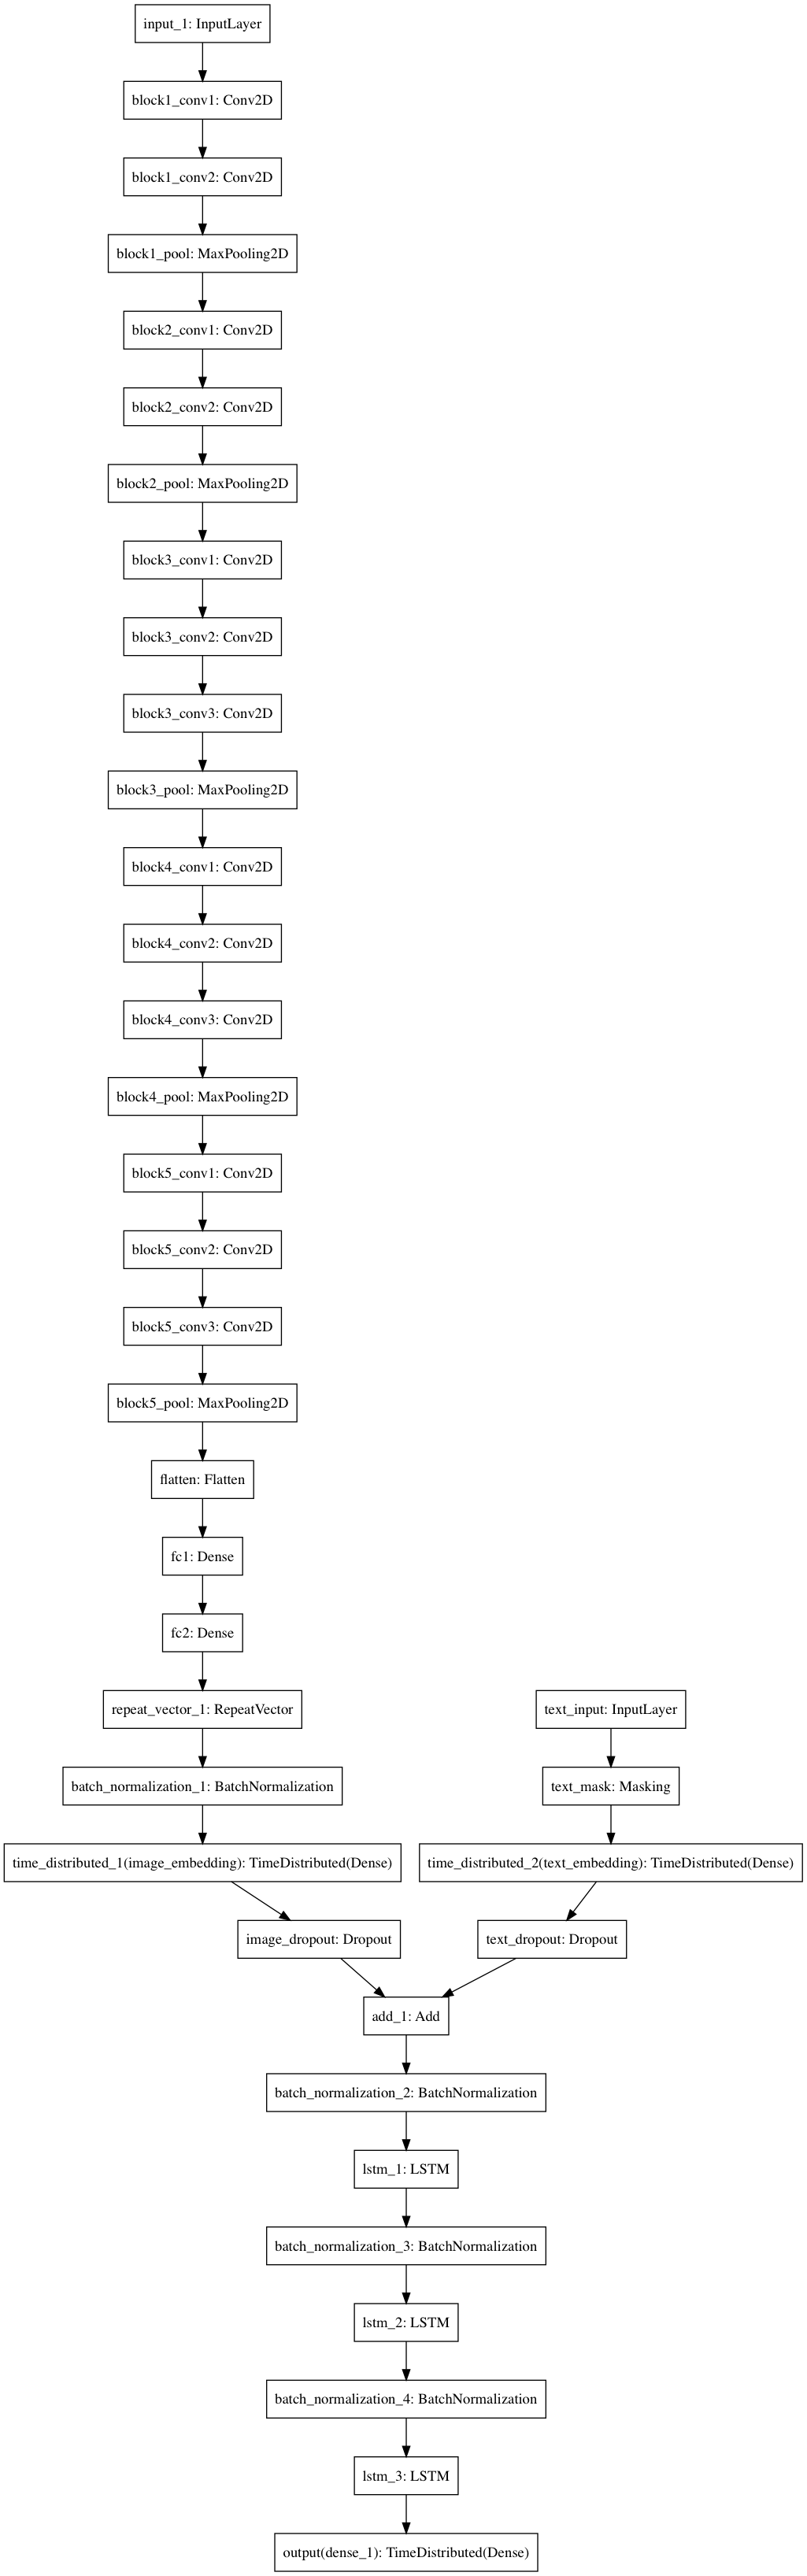 input_1: InputLayer
block1_conv1: Conv2D
block1_conv2: Conv2D
block1_pool: MaxPooling2D
block2_conv1: Conv2D
block2_conv2: Conv2D
block2_pool: MaxPooling2D
block3_conv1: Conv2D
block3_conv2: Conv2D
block3_conv3: Conv2D
block3_pool: MaxPooling2D
block4_conv1: Conv2D
block4_conv2: Conv2D
block4_conv3: Conv2D
block4_pool: MaxPooling2D
block5_conv1: Conv2D
block5_conv2: Conv2D
block5_conv3: Conv2D
block5_pool: MaxPooling2D
flatten: Flatten
fc1: Dense
fc2: Dense
repeat_vector_1: RepeatVector
text_input: InputLayer
batch_normalization_1: BatchNormalization
text_mask: Masking
time_distributed_1(image_embedding): TimeDistributed(Dense)
time_distributed_2(text_embedding): TimeDistributed(Dense)
image_dropout: Dropout
text_dropout: Dropout
add_1: Add
batch_normalization_2: BatchNormalization
lstm_1: LSTM
batch_normalization_3: BatchNormalization
lstm_2: LSTM
batch_normalization_4: BatchNormalization
lstm_3: LSTM
output(dense_1): TimeDistributed(Dense)